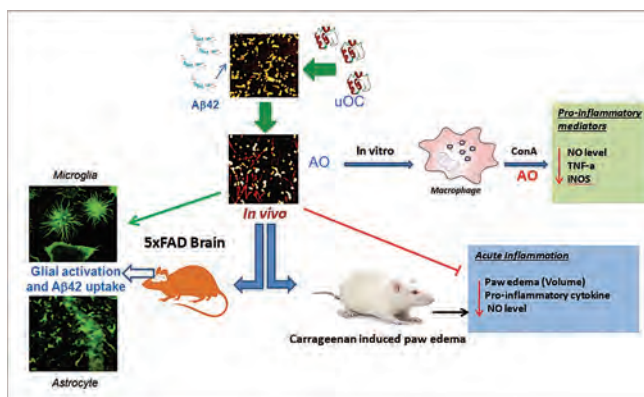 Aβ42
uOC
AO
In vitro
Macrophage
ConA
AO
Pro-inflammatory
mediators
NO level
TNF-a
iNOS
Microglia
In vivo
5xFAD Brain
Glial activation
and Aβ42 uptake
Astrocyte
Carrageenan induced paw edema
Acute Inflammation
Paw edema (Volume)
Pro-inflammatory cytokine
NO level